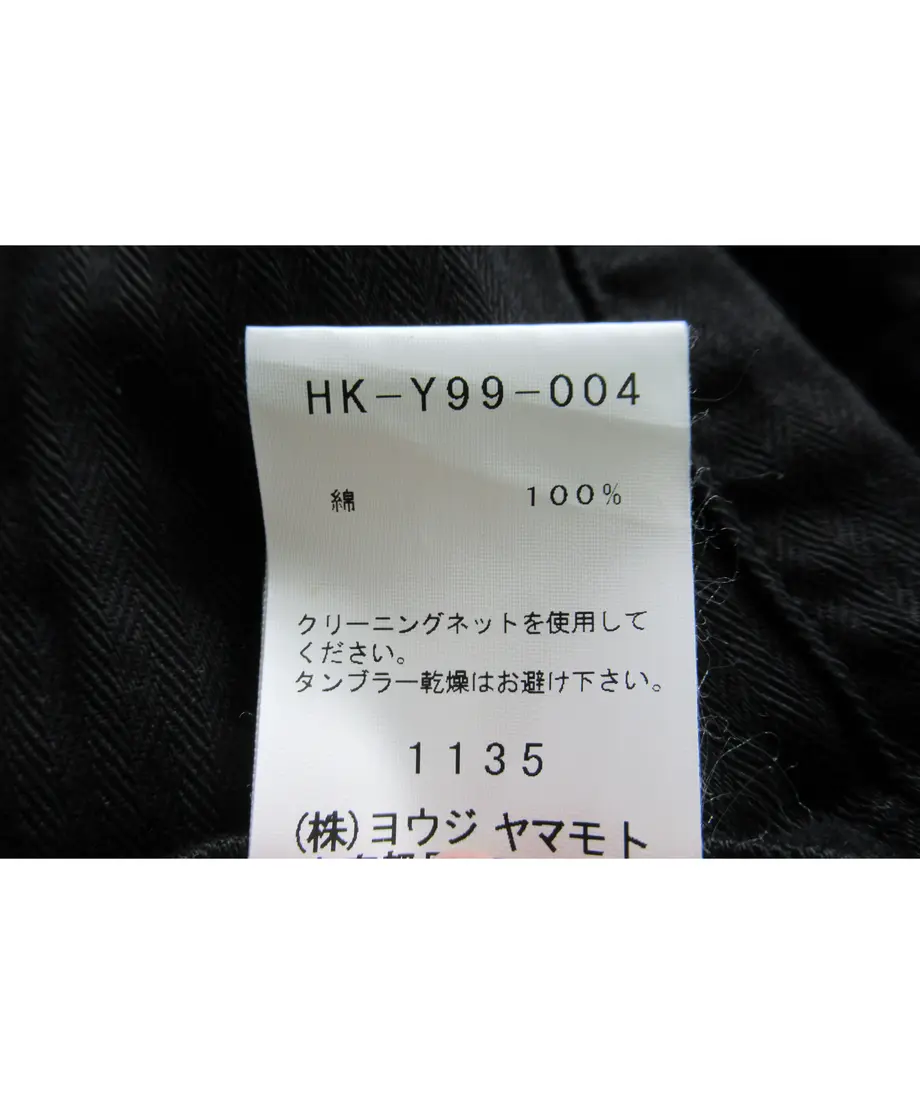 HK-Y99-004
綿 100%
クリーニングネットを使用して
ください。
タンブラー乾燥はお避け下さい。
1135
(株)ヨウジ ヤマモト